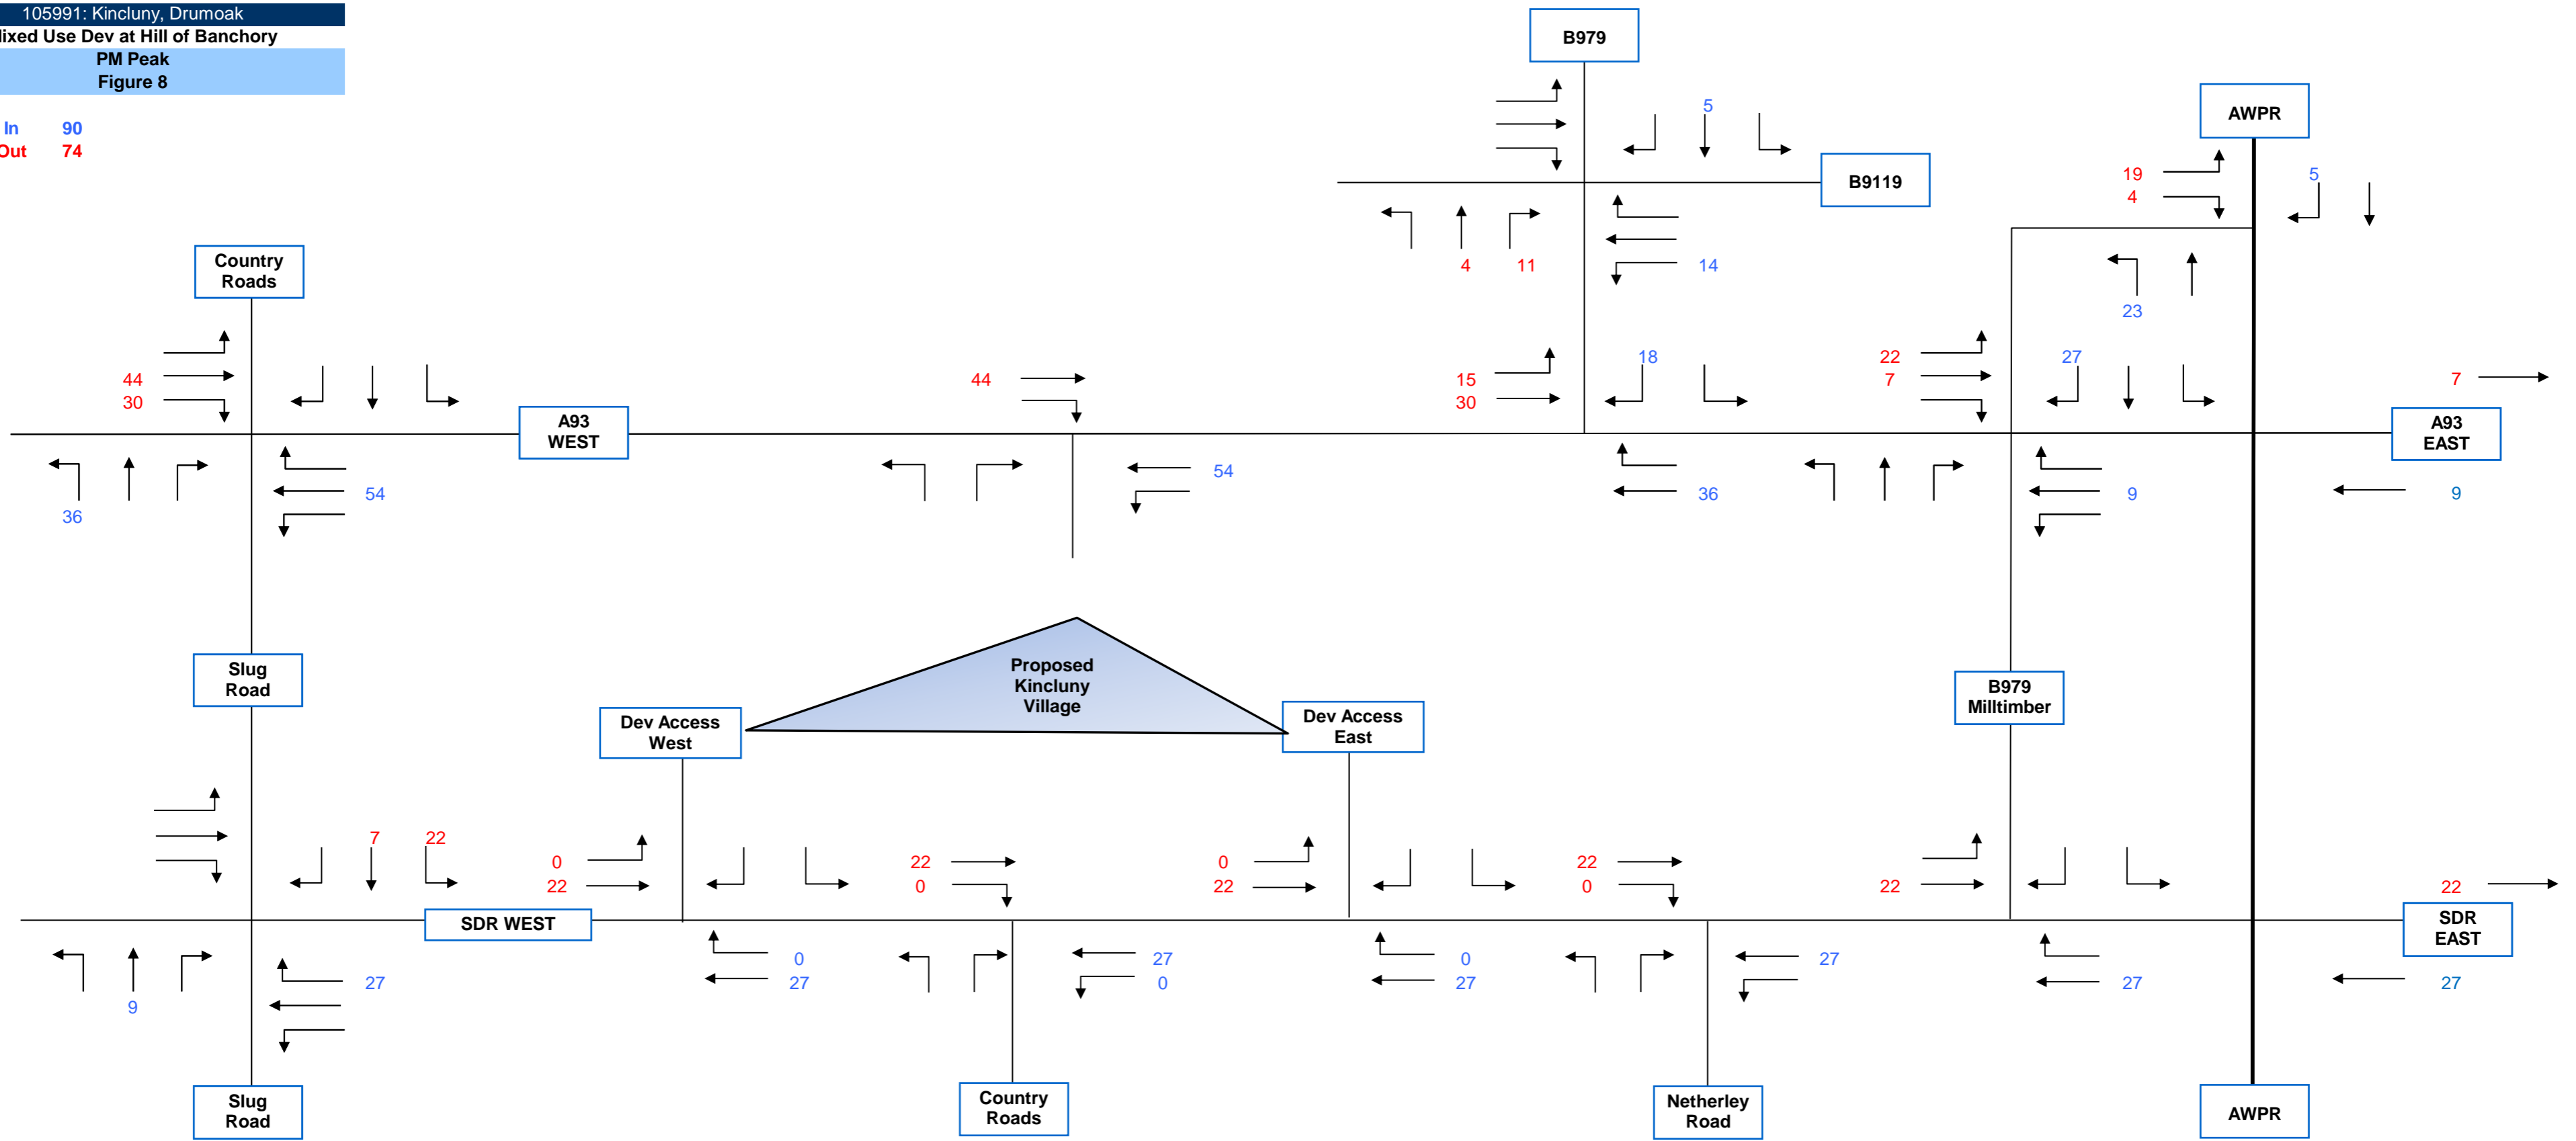 105991: Kincluny, Drumoak
ixed Use Dev at Hill of Banchory
PM Peak
Figure 8
In 90
Out 74
B979
5
AWPR
B9119
19
4
5
4 11
14
23
Country
Roads
44
30
44
15
30
18
22
7
27
7
A93
WEST
A93
EAST
36
54
54
36
9
9
Slug
Road
Proposed
Kincluny
Village
B979
Milltimber
Dev Access
West
Dev Access
East
7 22
0
22
22
0
0
22
22
0
22
22
SDR WEST
SDR
EAST
9
27
0
27
27
0
0
27
27
27
27
Slug
Road
Country
Roads
Netherley
Road
AWPR